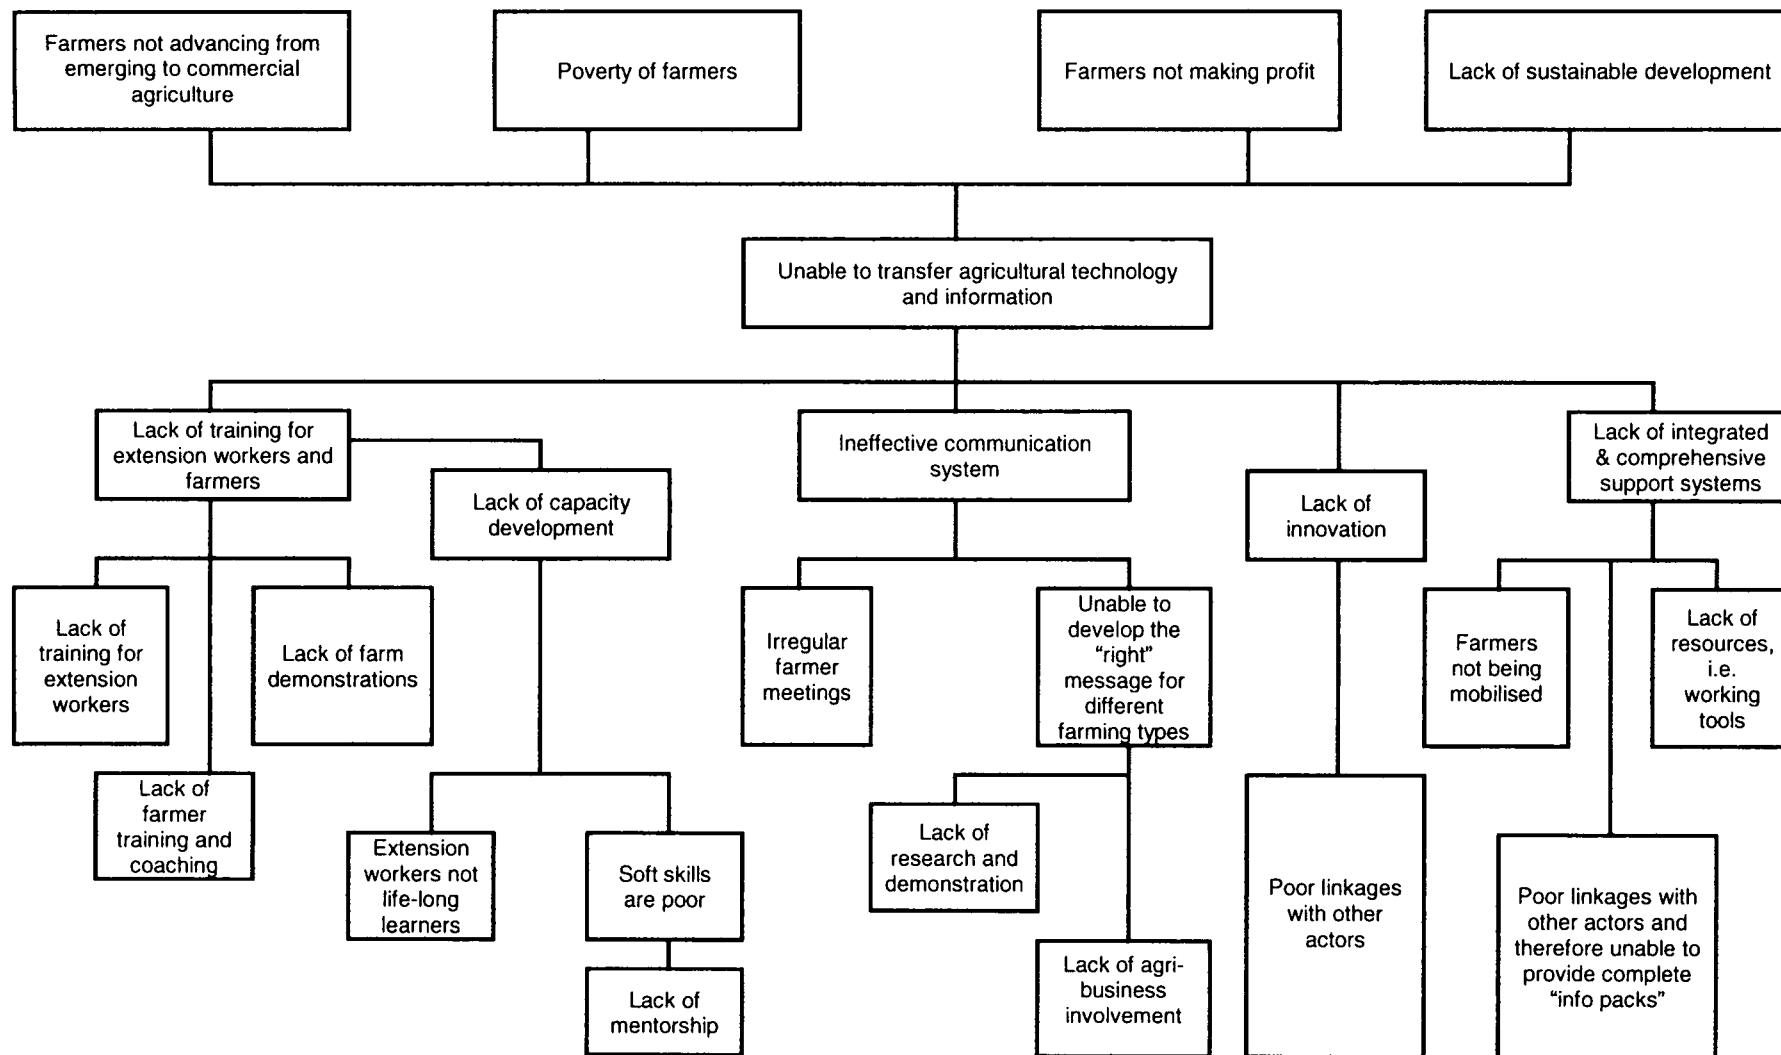 Farmers not advancing from
emerging to commercial
agriculture
Poverty of farmers
Farmers not making profit
Lack of sustainable development
Unable to transfer agricultural technology
and information
Lack of training for
extension workers and
farmers
Lack of capacity
development
Ineffective communication
system
Lack of
innovation
Lack of integrated
& comprehensive
support systems
Lack of
training for
extension
workers
Lack of farm
demonstrations
Irregular
farmer
meetings
Unable to
develop the
“right”
message for
different
farming types
Farmers
not being
mobilised
Lack of
resources,
i.e.
working
tools
Lack of
farmer
training and
coaching
Extension
workers not
life-long
learners
Soft skills
are poor
Lack of
research and
demonstration
Poor linkages
with other
actors
Poor linkages with
other actors and
therefore unable to
provide complete
“info packs”
Lack of
mentorship
Lack of agri-
business
involvement